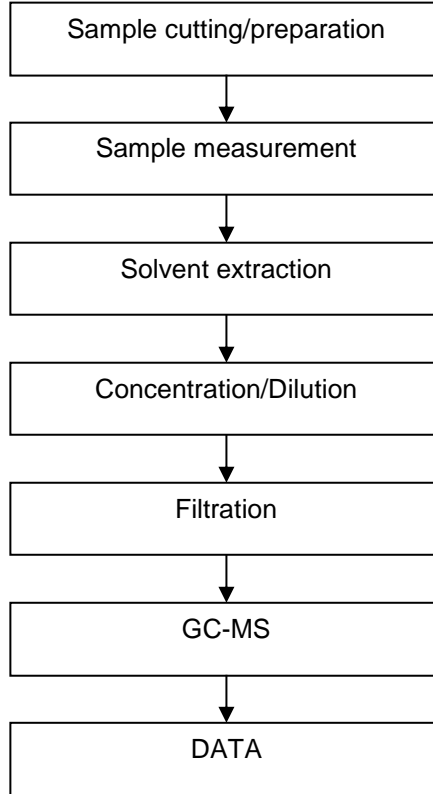 Sample cutting/preparation
Sample measurement
Solvent extraction
Concentration/Dilution
Filtration
GC-MS
DATA